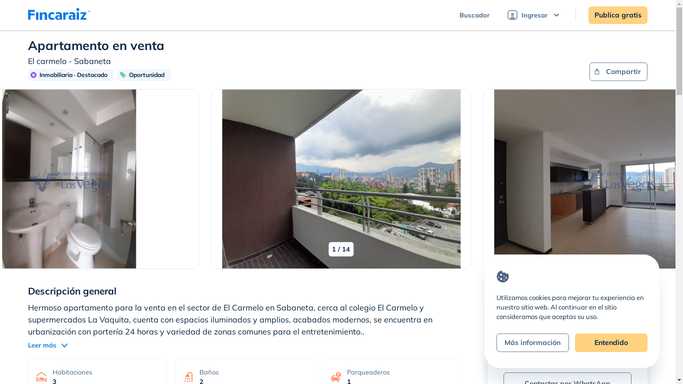 Fincaraiz
Buscador
Ingresar
Publica gratis
Apartamento en venta
El carmelo - Sabaneta
Inmobiliaria · Destacado
Oportunidad
Compartir
1 / 14
Descripción general
Hermoso apartamento para la venta en el sector de El Carmelo en Sabaneta, cerca al colegio El Carmelo y
supermercados La Vaquita, cuenta con espacios iluminados y amplios, acabados modernos, se encuentra en
urbanización con portería 24 horas y variedad de zonas comunes para el entretenimiento..
Leer más
Habitaciones
3
Baños
2
Parqueaderos
1
Utilizamos cookies para mejorar tu experiencia en
nuestro sitio web. Al continuar en el sitio
consideramos que aceptas su uso.
Más información
Entendido
Contactar por WhatsApp